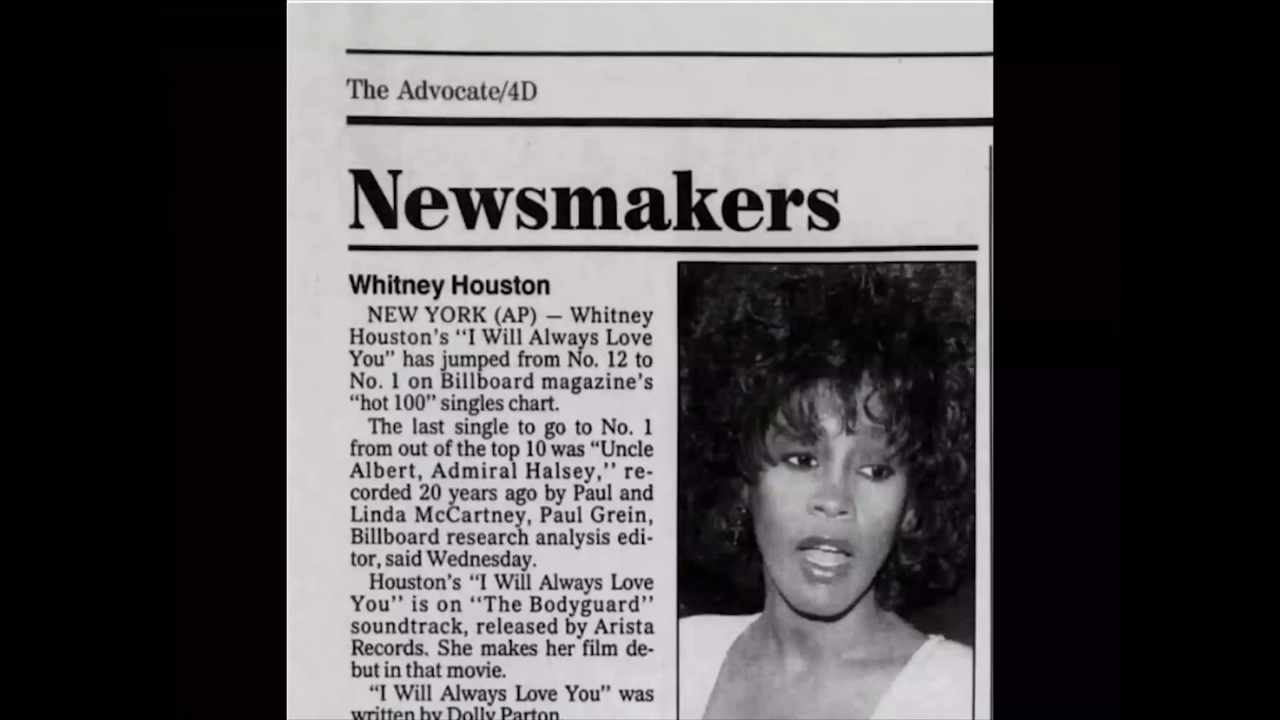 The Advocate/4D
Newsmakers
Whitney Houston
NEW YORK (AP) — Whitney
Houston's “I Will Always Love
You” has jumped from No. 12 to
No. 1 on Billboard magazine's
“hot 100” singles chart.
The last single to go to No. 1
from out of the top 10 was “Uncle
Albert, Admiral Halsey,” re-
corded 20 years ago by Paul and
Linda McCartney, Paul Grein,
Billboard research analysis edi-
tor, said Wednesday.
Houston's “I Will Always Love
You” is on “The Bodyguard”
soundtrack, released by Arista
Records. She makes her film de-
but in that movie.
“I Will Always Love You” was
written by Dolly Parton.